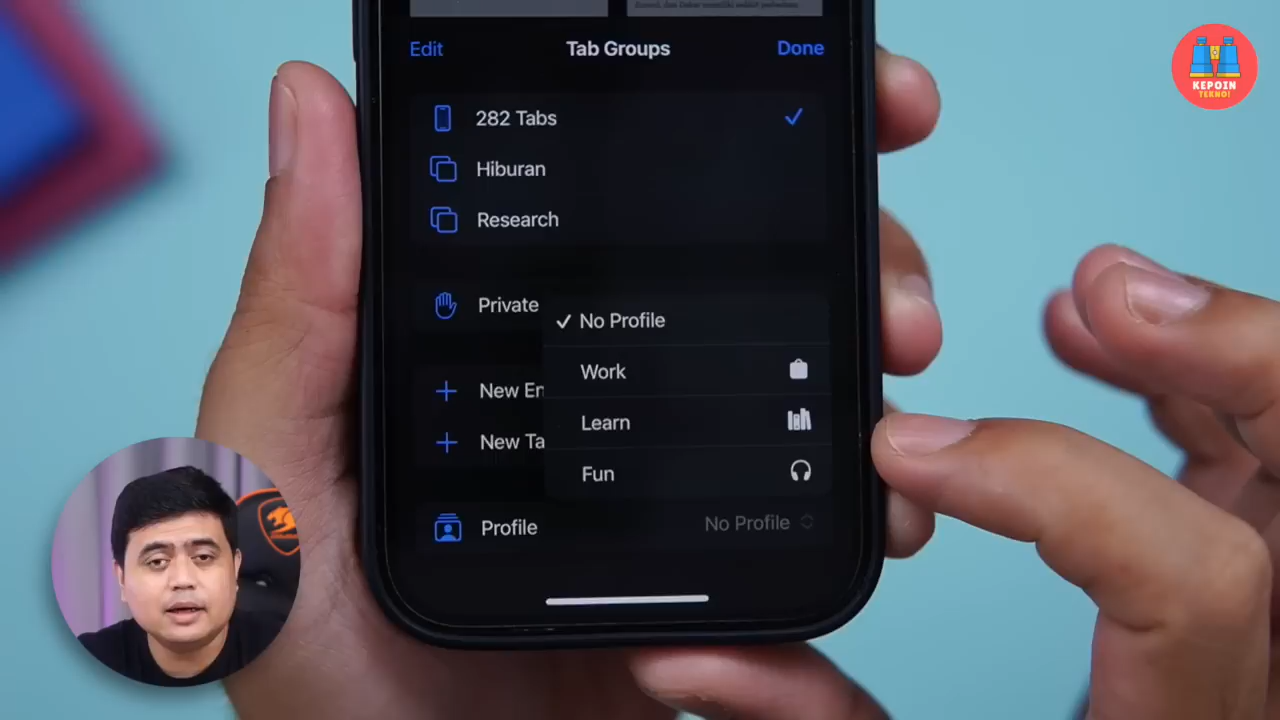 Edit Tab Groups Done
282 Tabs
Hiburan
Research
Private
No Profile
New En
Work
New Ta
Learn
Fun
Profile No Profile
KEPOIN
TEKNO!